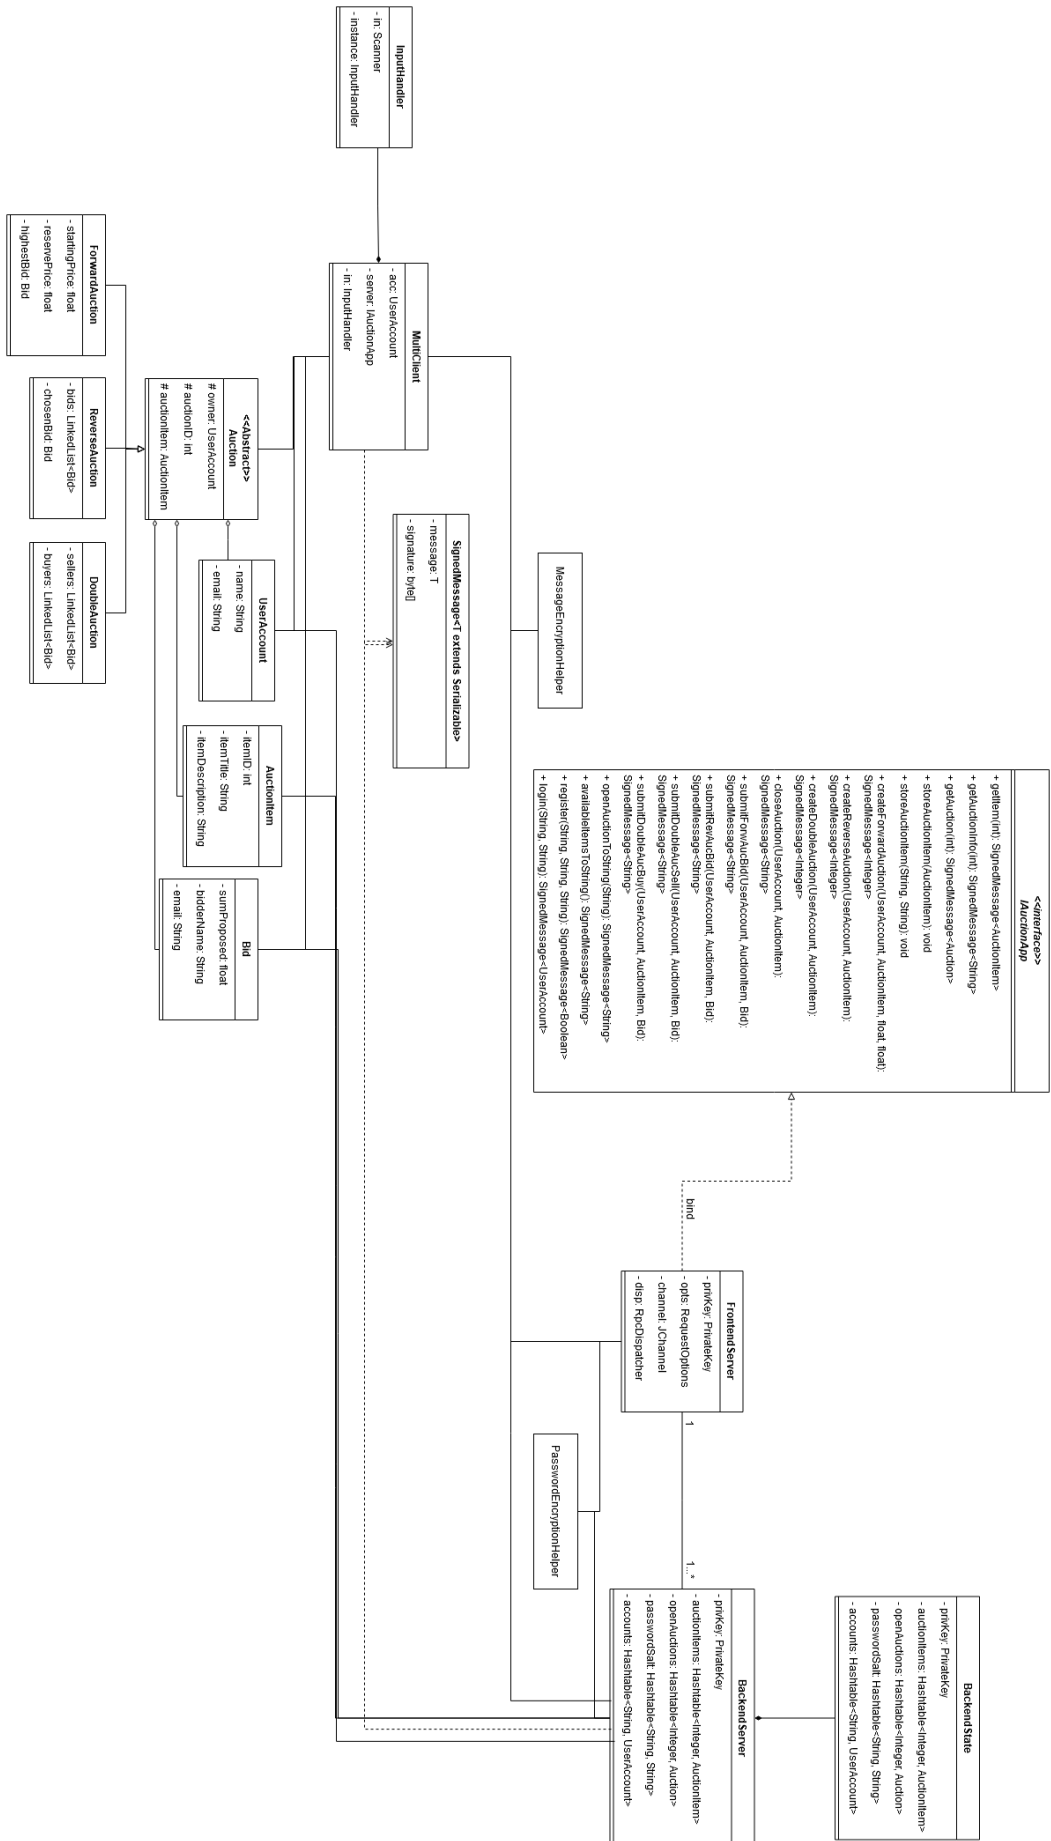 InputHandler
- in: Scanner
- instance: InputHandler
MultiClient
- acc: UserAccount
- server: IAuctionApp
- in: InputHandler
ForwardAuction
- startingPrice: float
- reservePrice: float
- highestBid: Bid
ReverseAuction
- bids: LinkedList<Bid>
- chosenBid: Bid
DoubleAuction
- sellers: LinkedList<Bid>
- buyers: LinkedList<Bid>
<<Abstract>>
Auction
# owner: UserAccount
# auctionID: int
# auctionItem: AuctionItem
UserAccount
- name: String
- email: String
AuctionItem
- itemID: int
- itemTitle: String
- itemDescription: String
Bid
- sumProposed: float
- bidderName: String
- email: String
SignedMessage<T extends Serializable>
- message: T
- signature: byte[]
MessageEncryptionHelper
<<interface>>
IAuctionApp
+ getItem(int): SignedMessage<AuctionItem>
+ getAuctionInfo(int): SignedMessage<String>
+ getAuction(int): SignedMessage<Auction>
+ storeAuctionItem(AuctionItem): void
+ storeAuctionItem(String, String): void
+ createForwardAuction(UserAccount, AuctionItem, float, float):
SignedMessage<Integer>
+ createReverseAuction(UserAccount, AuctionItem):
SignedMessage<Integer>
+ createDoubleAuction(UserAccount, AuctionItem):
SignedMessage<Integer>
+ closeAuction(UserAccount, AuctionItem):
SignedMessage<String>
+ submitForwAucBid(UserAccount, AuctionItem, Bid):
SignedMessage<String>
+ submitRevAucBid(UserAccount, AuctionItem, Bid):
SignedMessage<String>
+ submitDoubleAucSell(UserAccount, AuctionItem, Bid):
SignedMessage<String>
+ submitDoubleAucBuy(UserAccount, AuctionItem, Bid):
SignedMessage<String>
+ openAuctionToString(String): SignedMessage<String>
+ availableItemsToString(): SignedMessage<String>
+ register(String, String, String): SignedMessage<Boolean>
+ login(String, String): SignedMessage<UserAccount>
bind
FrontendServer
- privKey: PrivateKey
- opts: RequestOptions
- channel: JChannel
- disp: RpcDispatcher
1
1...*
PasswordEncryptionHelper
BackendServer
- privKey: PrivateKey
- auctionItems: Hashtable<Integer, AuctionItem>
- openAuctions: Hashtable<Integer, Auction>
- passwordSalt: Hashtable<String, String>
- accounts: Hashtable<String, UserAccount>
BackendState
- privKey: PrivateKey
- auctionItems: Hashtable<Integer, AuctionItem>
- openAuctions: Hashtable<Integer, Auction>
- passwordSalt: Hashtable<String, String>
- accounts: Hashtable<String, UserAccount>